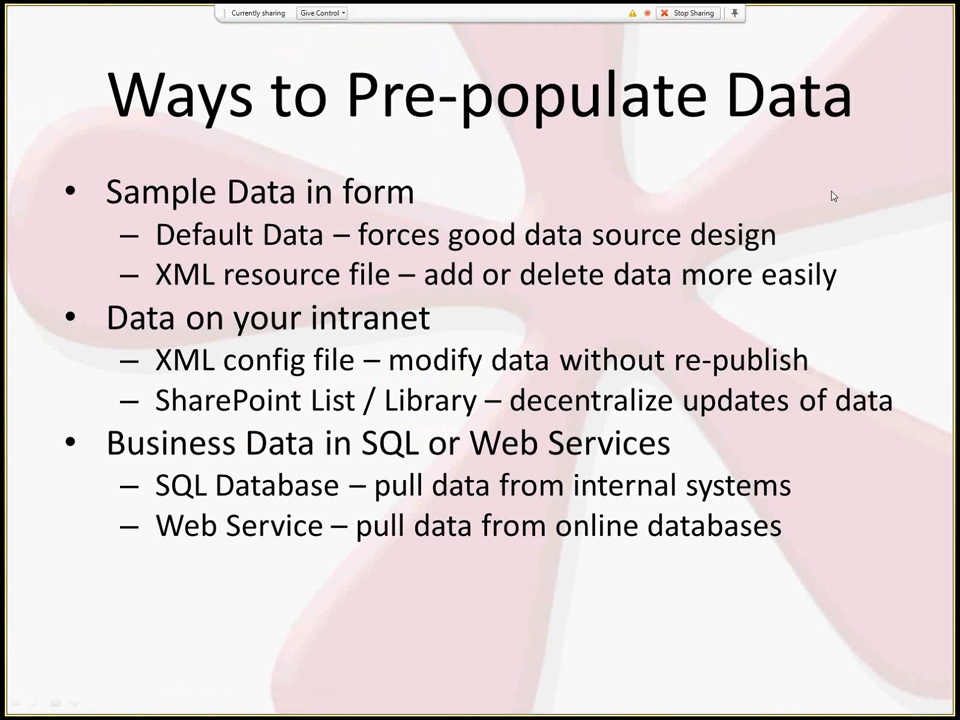 Currently sharing Give Control Stop Sharing
Ways to Pre-populate Data
• Sample Data in form
– Default Data – forces good data source design
– XML resource file – add or delete data more easily
• Data on your intranet
– XML config file – modify data without re-publish
– SharePoint List / Library – decentralize updates of data
• Business Data in SQL or Web Services
– SQL Database – pull data from internal systems
– Web Service – pull data from online databases